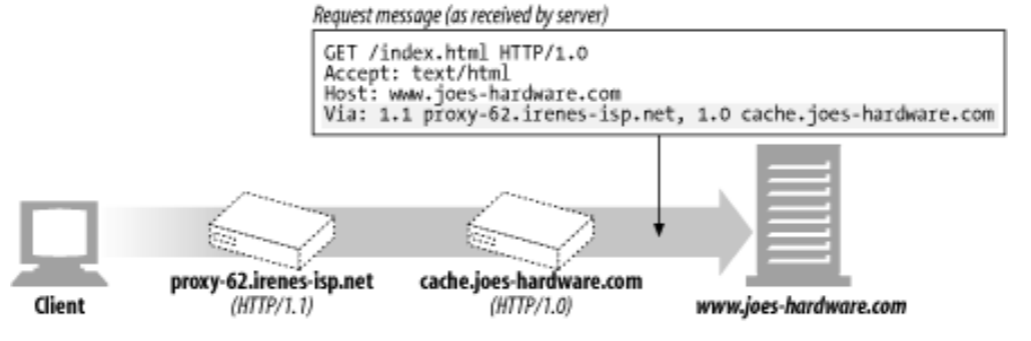 Request message (as received by server)
GET /index.html HTTP/1.0
Accept: text/html
Host: www.joes-hardware.com
Via: 1.1 proxy-62.irenes-isp.net, 1.0 cache.joes-hardware.com
proxy-62.irenes-isp.net
(HTTP/1.1)
cache.joes-hardware.com
(HTTP/1.0)
Client
www.joes-hardware.com